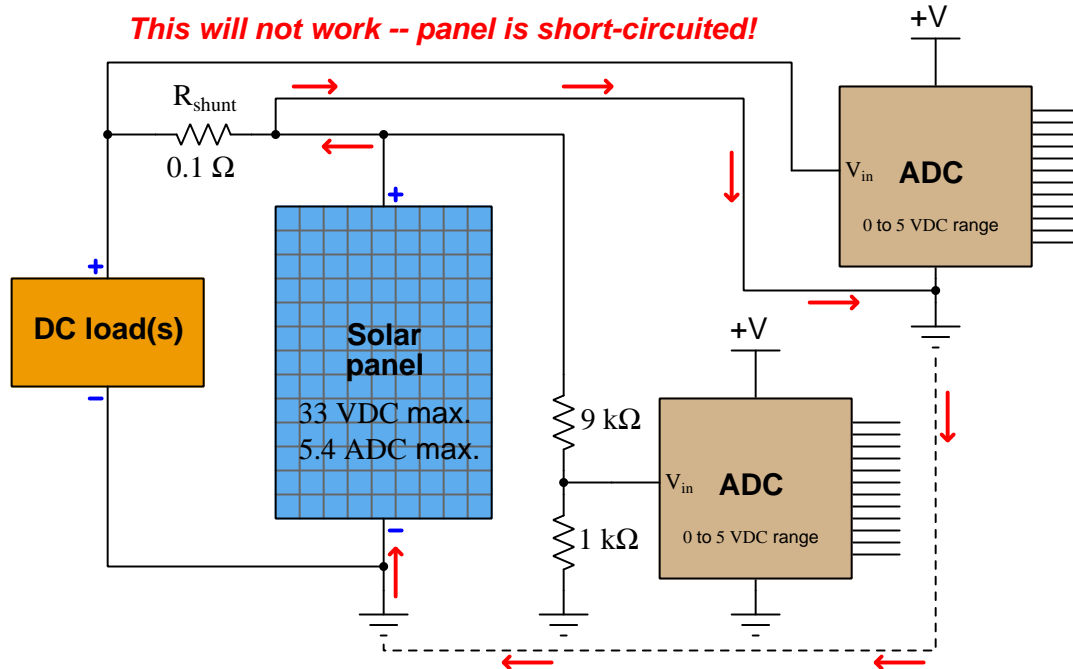 This will not work -- panel is short-circuited!
+V
Rshunt
0.1 Ω
Vin
ADC
0 to 5 VDC range
+
+
DC load(s)
−
Solar
panel
33 VDC max.
5.4 ADC max.
−
+V
9 kΩ
Vin
ADC
1 kΩ
0 to 5 VDC range